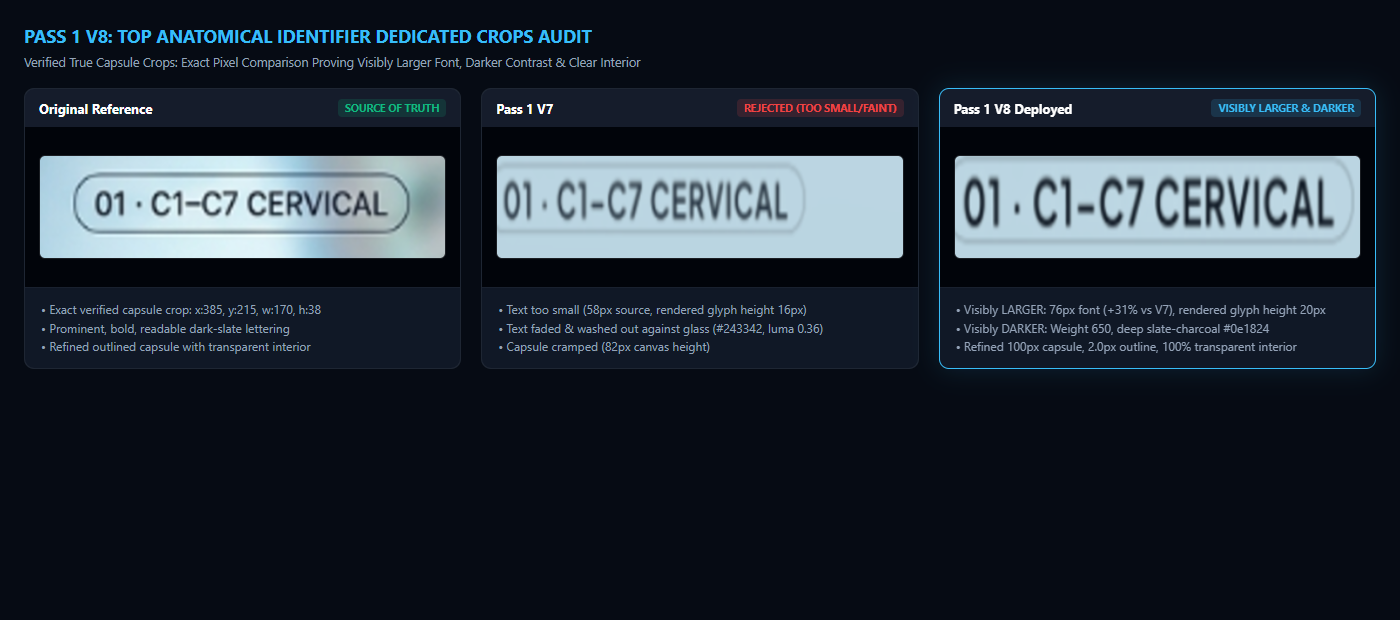 PASS 1 V8: TOP ANATOMICAL IDENTIFIER DEDICATED CROPS AUDIT
Verified True Capsule Crops: Exact Pixel Comparison Proving Visibly Larger Font, Darker Contrast & Clear Interior
Original Reference
SOURCE OF TRUTH
01 · C1–C7 CERVICAL
• Exact verified capsule crop: x:385, y:215, w:170, h:38
• Prominent, bold, readable dark-slate lettering
• Refined outlined capsule with transparent interior
Pass 1 V7
REJECTED (TOO SMALL/FAINT)
01 · C1–C7 CERVICAL
• Text too small (58px source, rendered glyph height 16px)
• Text faded & washed out against glass (#243342, luma 0.36)
• Capsule cramped (82px canvas height)
Pass 1 V8 Deployed
VISIBLY LARGER & DARKER
01 · C1–C7 CERVICAL
• Visibly LARGER: 76px font (+31% vs V7), rendered glyph height 20px
• Visibly DARKER: Weight 650, deep slate-charcoal #0e1824
• Refined 100px capsule, 2.0px outline, 100% transparent interior